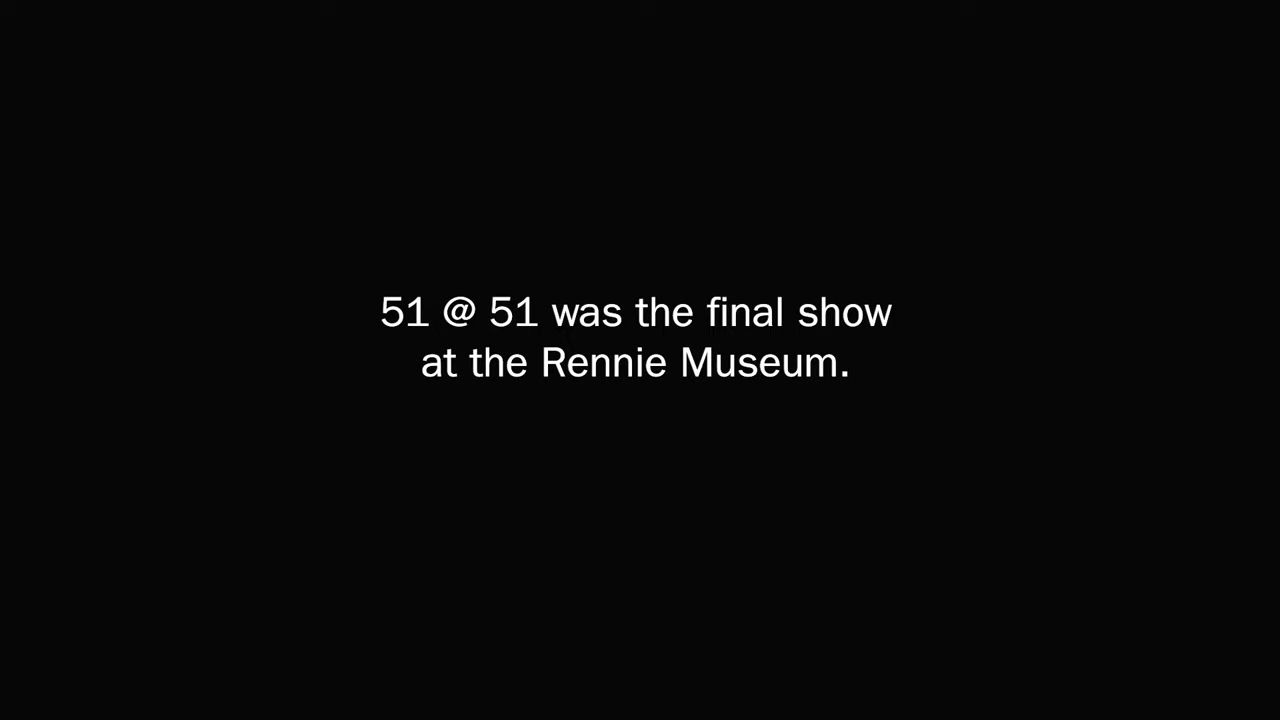 51 @ 51 was the final show
at the Rennie Museum.